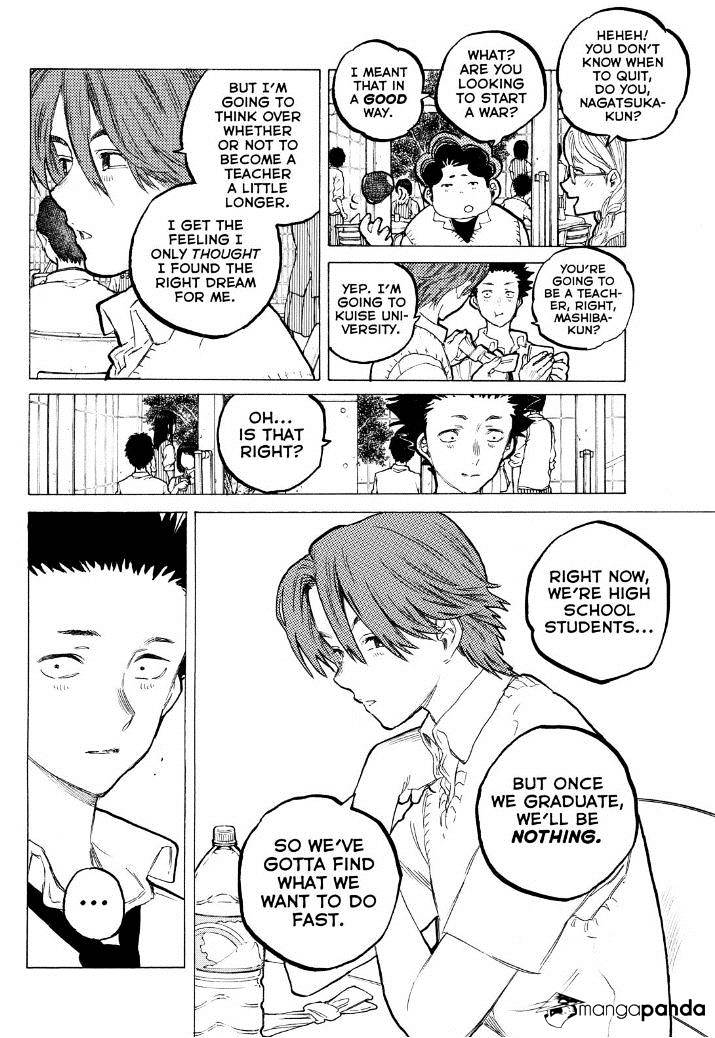 HEHEH!
YOU DON'T
KNOW WHEN
TO QUIT,
DO YOU,
NAGATSUKA-
KUN?
WHAT?
ARE YOU
LOOKING
TO START
A WAR?
I MEANT
THAT IN
A GOOD
WAY.
YOU'RE
GOING TO
BE A TEACH-
ER, RIGHT,
MASHIBA-
KUN?
YEP. I'M
GOING TO
KUISE UNI-
VERSITY.
BUT I'M
GOING TO
THINK OVER
WHETHER
OR NOT TO
BECOME A
TEACHER
A LITTLE
LONGER.
I GET THE
FEELING I
ONLY THOUGHT
I FOUND THE
RIGHT DREAM
FOR ME.
OH...
IS THAT
RIGHT?
RIGHT NOW,
WE'RE HIGH
SCHOOL
STUDENTS...
BUT ONCE
WE GRADUATE,
WE'LL BE
NOTHING.
SO WE'VE
GOTTA FIND
WHAT WE
WANT TO DO
FAST.
...
mangapanda